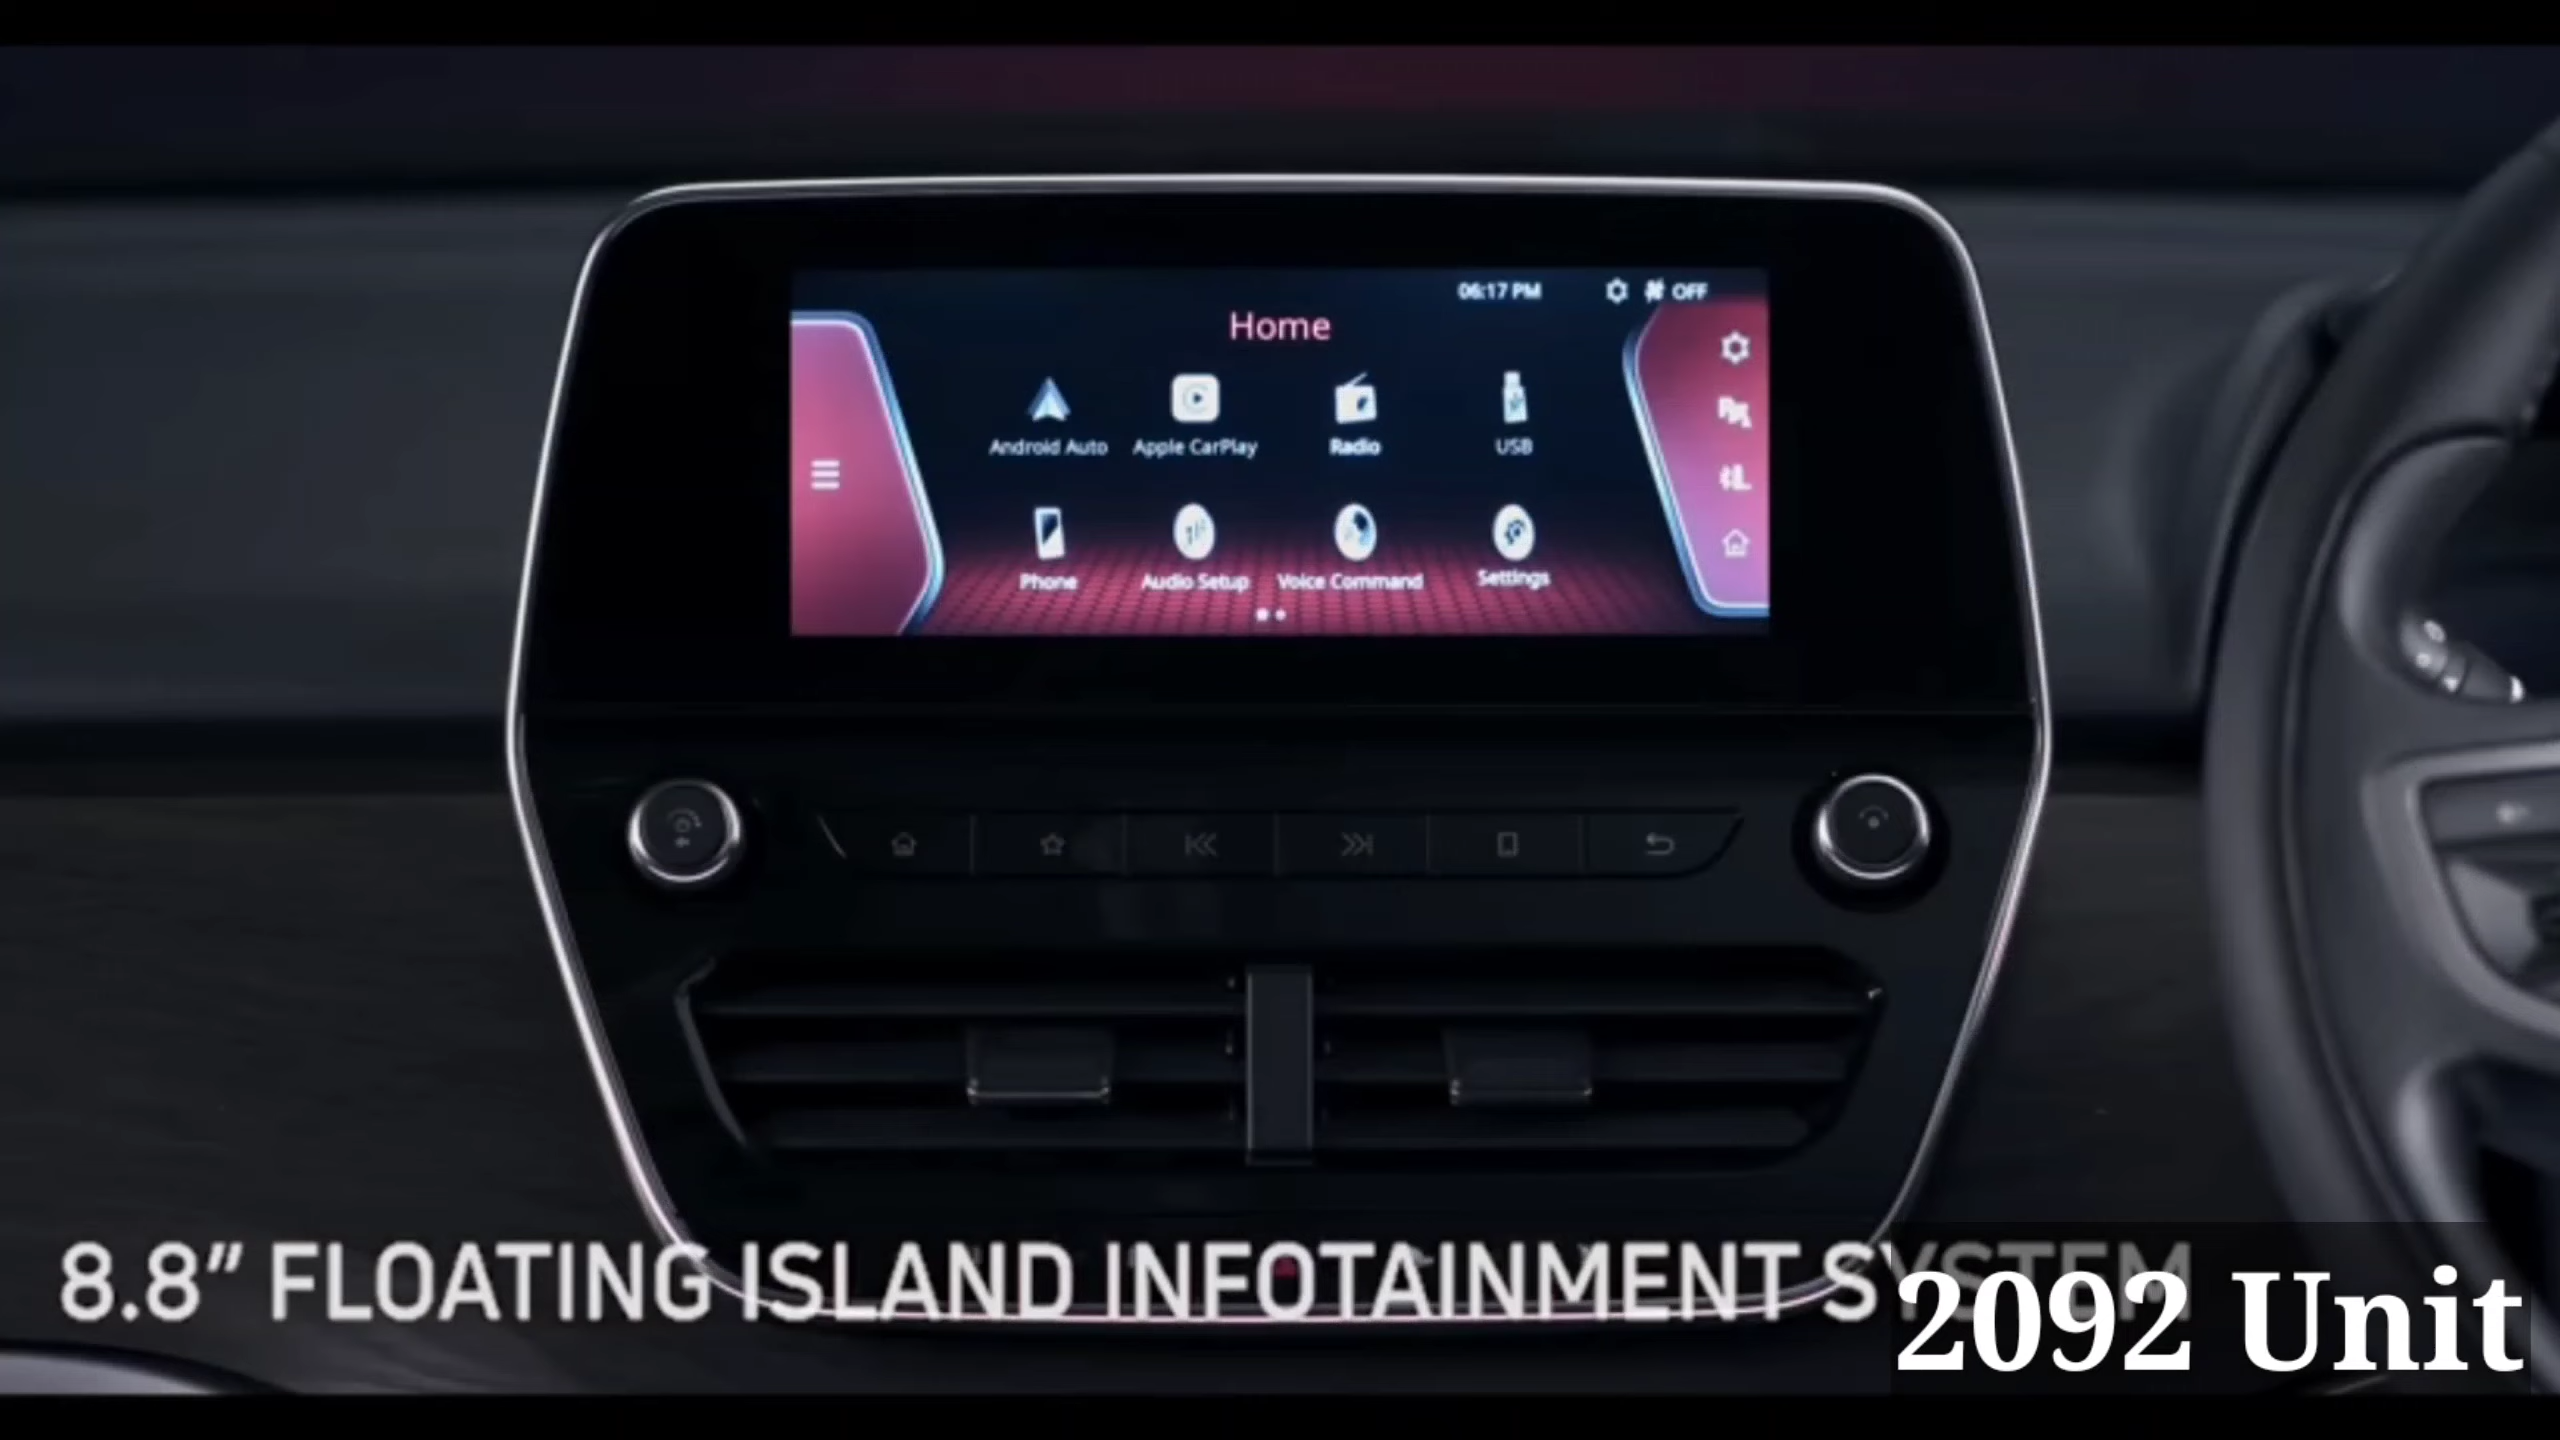 06:17 PM OFF
Home
Android Auto Apple CarPlay Radio USB
Phone Audio Setup Voice Command Settings
8.8” FLOATING ISLAND INFOTAINMENT SYSTEM
2092 Unit